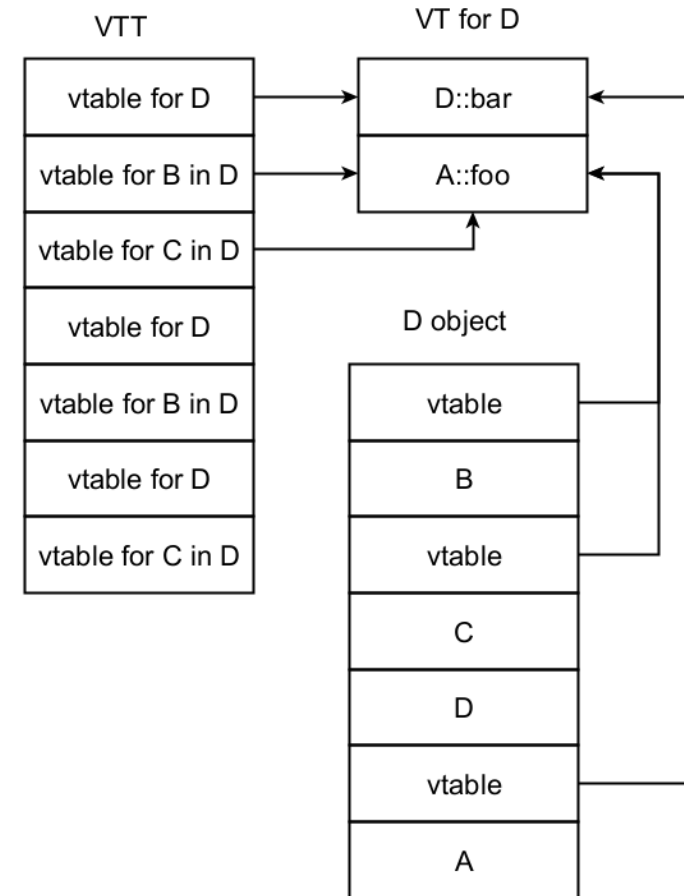 VTT
vtable for D
vtable for B in D
vtable for C in D
vtable for D
vtable for B in D
vtable for D
vtable for C in D
VT for D
D::bar
A::foo
D object
vtable
B
vtable
C
D
vtable
A